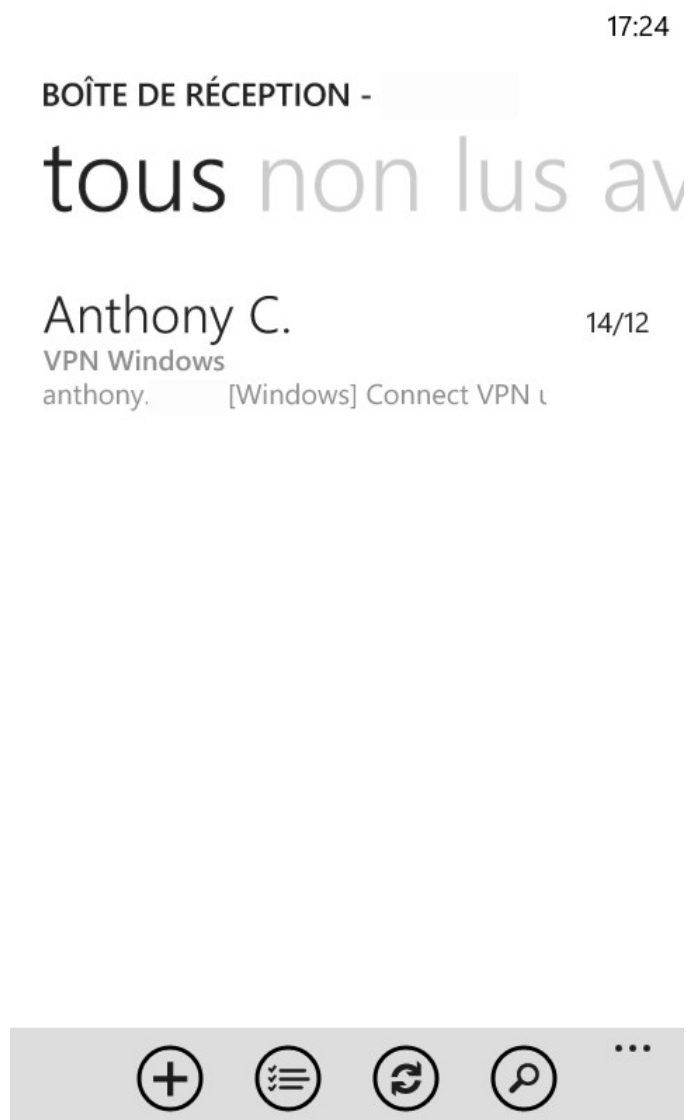 17:24
BOÎTE DE RÉCEPTION -
tous non lus av
Anthony C. 14/12
VPN Windows
anthony. [Windows] Connect VPN u